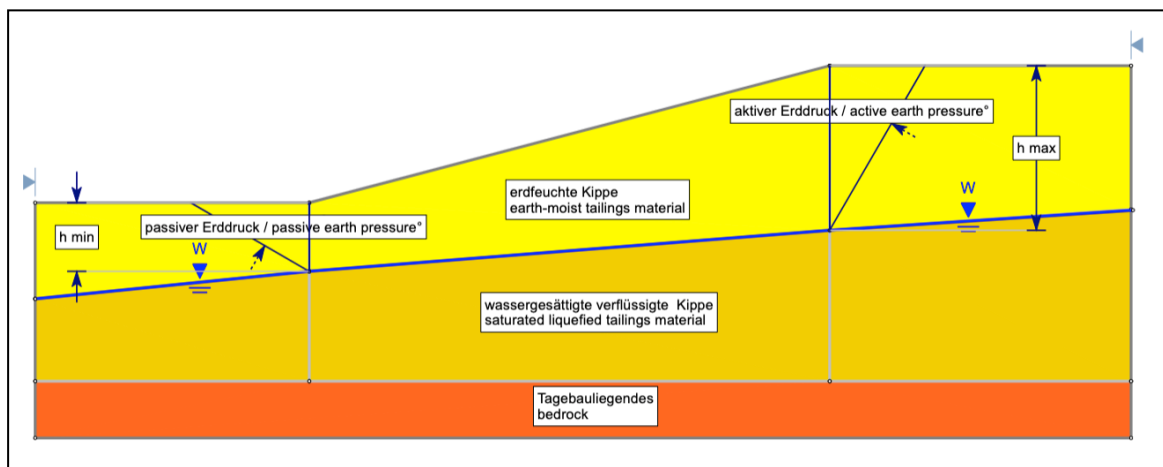 aktiver Erddruck / active earth pressure°
h max
erdfeuchte Kippe
earth-moist tailings material
W
passiver Erddruck / passive earth pressure°
h min
W
wassergesättigte verflüssigte Kippe
saturated liquefied tailings material
Tagebauliegendes
bedrock